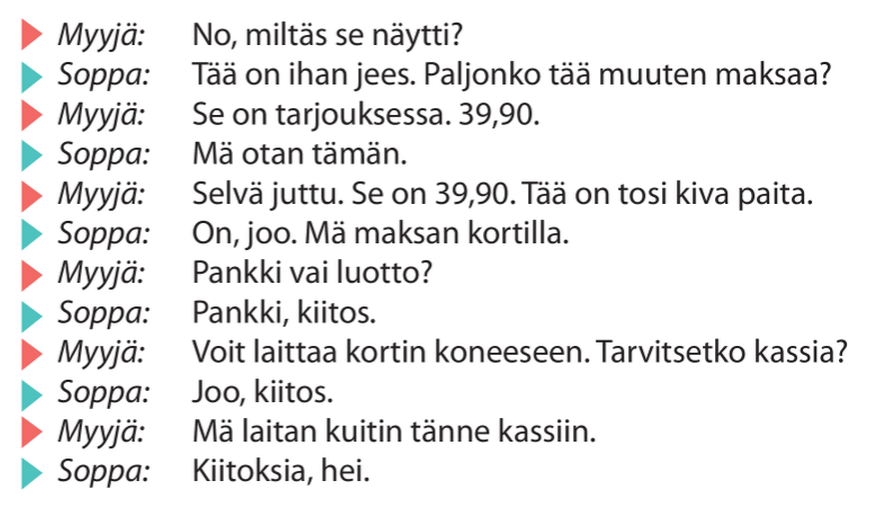 Myyjä: No, miltäs se näytti?
Soppa: Tää on ihan jees. Paljonko tää muuten maksaa?
Myyjä: Se on tarjouksessa. 39,90.
Soppa: Mä otan tämän.
Myyjä: Selvä juttu. Se on 39,90. Tää on tosi kiva paita.
Soppa: On, joo. Mä maksan kortilla.
Myyjä: Pankki vai luotto?
Soppa: Pankki, kiitos.
Myyjä: Voit laittaa kortin koneeseen. Tarvitsetko kassia?
Soppa: Joo, kiitos.
Myyjä: Mä laitan kuitin tänne kassiin.
Soppa: Kiitoksia, hei.